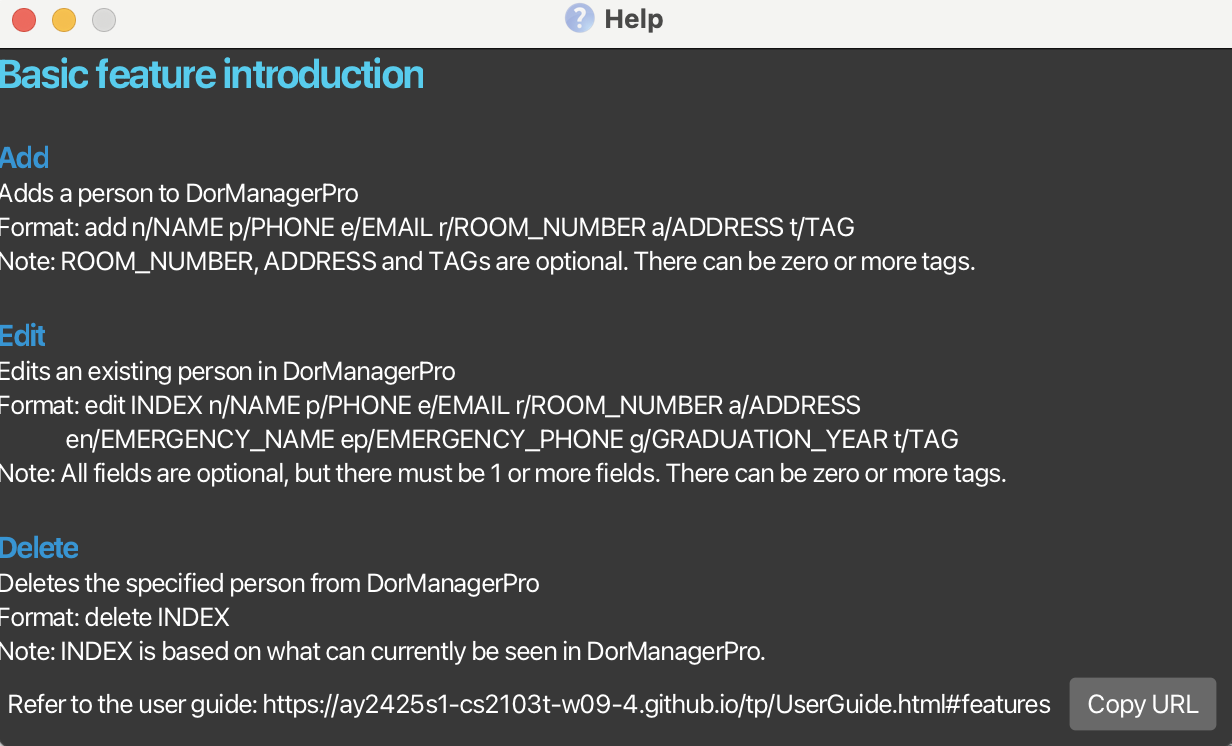 Help
Basic feature introduction
Add
Adds a person to DorManagerPro
Format: add n/NAME p/PHONE e/EMAIL r/ROOM_NUMBER a/ADDRESS t/TAG
Note: ROOM_NUMBER, ADDRESS and TAGs are optional. There can be zero or more tags.
Edit
Edits an existing person in DorManagerPro
Format: edit INDEX n/NAME p/PHONE e/EMAIL r/ROOM_NUMBER a/ADDRESS
en/EMERGENCY_NAME ep/EMERGENCY_PHONE g/GRADUATION_YEAR t/TAG
Note: All fields are optional, but there must be 1 or more fields. There can be zero or more tags.
Delete
Deletes the specified person from DorManagerPro
Format: delete INDEX
Note: INDEX is based on what can currently be seen in DorManagerPro.
Refer to the user guide: https://ay2425s1-cs2103t-w09-4.github.io/tp/UserGuide.html#features Copy URL